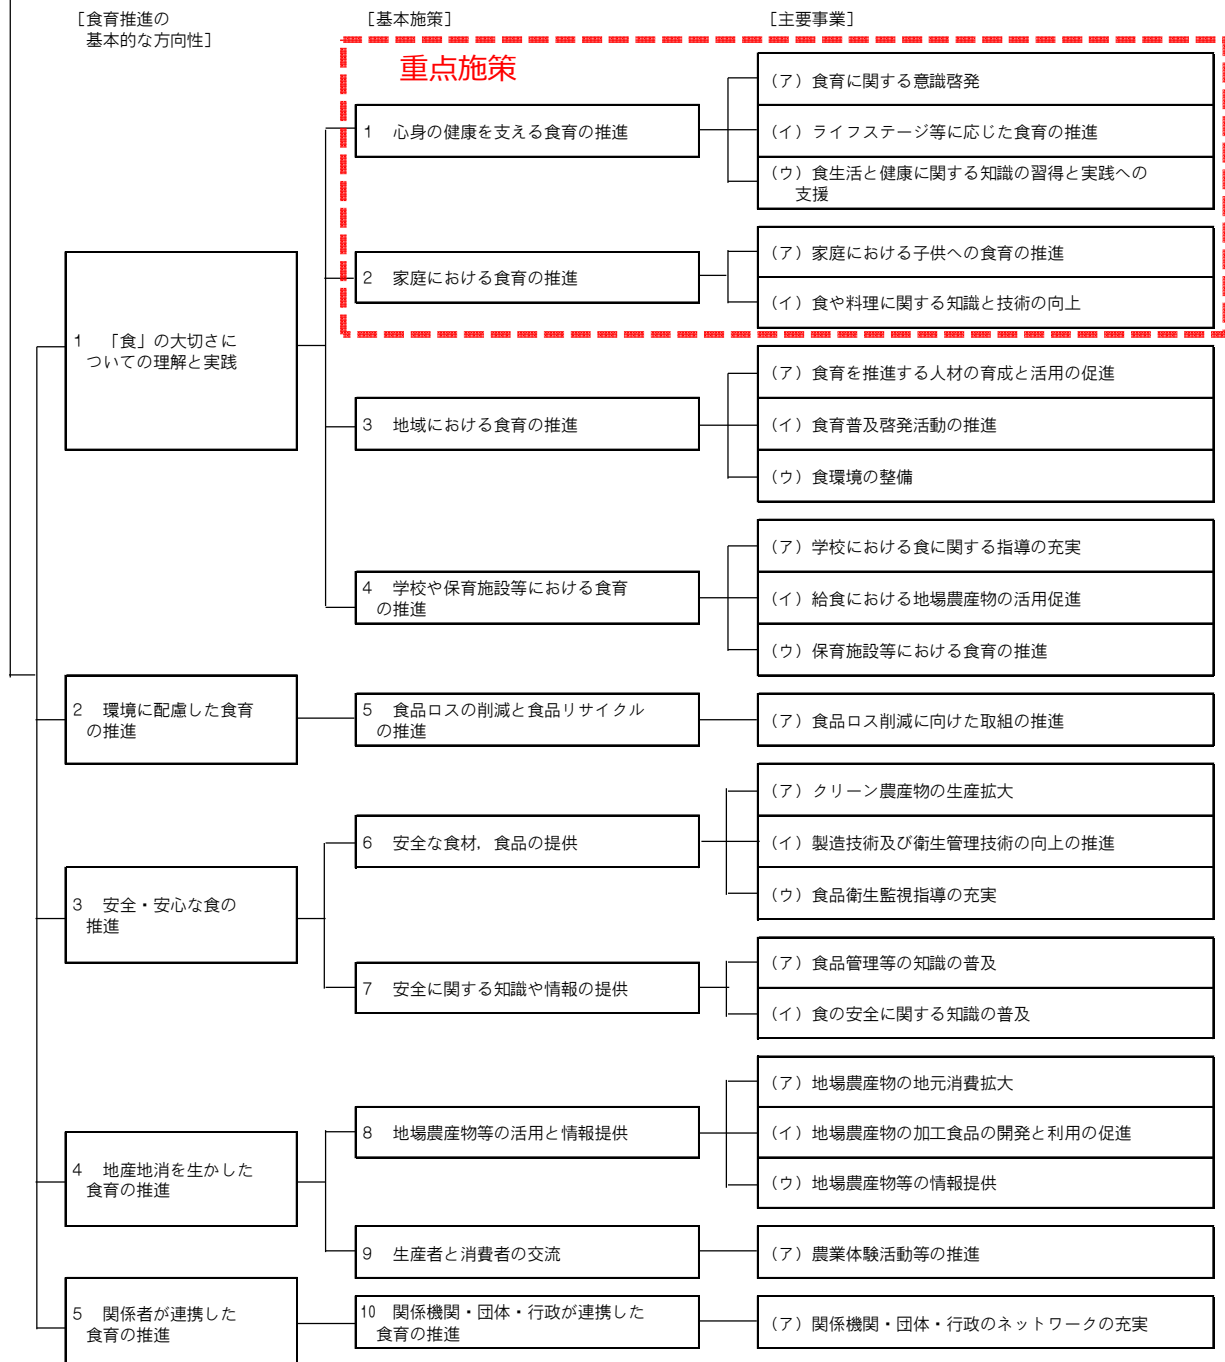 ［食育推進の
基本的な方向性］
［基本施策］
［主要事業］
重点施策
1　心身の健康を支える食育の推進
（ア）食育に関する意識啓発
（イ）ライフステージ等に応じた食育の推進
（ウ）食生活と健康に関する知識の習得と実践への
支援
2　家庭における食育の推進
（ア）家庭における子供への食育の推進
（イ）食や料理に関する知識と技術の向上
1　「食」の大切さに
ついての理解と実践
3　地域における食育の推進
（ア）食育を推進する人材の育成と活用の促進
（イ）食育普及啓発活動の推進
（ウ）食環境の整備
4　学校や保育施設等における食育
の推進
（ア）学校における食に関する指導の充実
（イ）給食における地場農産物の活用促進
（ウ）保育施設等における食育の推進
2　環境に配慮した食育
の推進
5　食品ロスの削減と食品リサイクル
の推進
（ア）食品ロス削減に向けた取組の推進
3　安全・安心な食の
推進
6　安全な食材，食品の提供
（ア）クリーン農産物の生産拡大
（イ）製造技術及び衛生管理技術の向上の推進
（ウ）食品衛生監視指導の充実
7　安全に関する知識や情報の提供
（ア）食品管理等の知識の普及
（イ）食の安全に関する知識の普及
4　地産地消を生かした
食育の推進
8　地場農産物等の活用と情報提供
（ア）地場農産物の地元消費拡大
（イ）地場農産物の加工食品の開発と利用の促進
（ウ）地場農産物等の情報提供
9　生産者と消費者の交流
（ア）農業体験活動等の推進
5　関係者が連携した
食育の推進
10　関係機関・団体・行政が連携した
食育の推進
（ア）関係機関・団体・行政のネットワークの充実